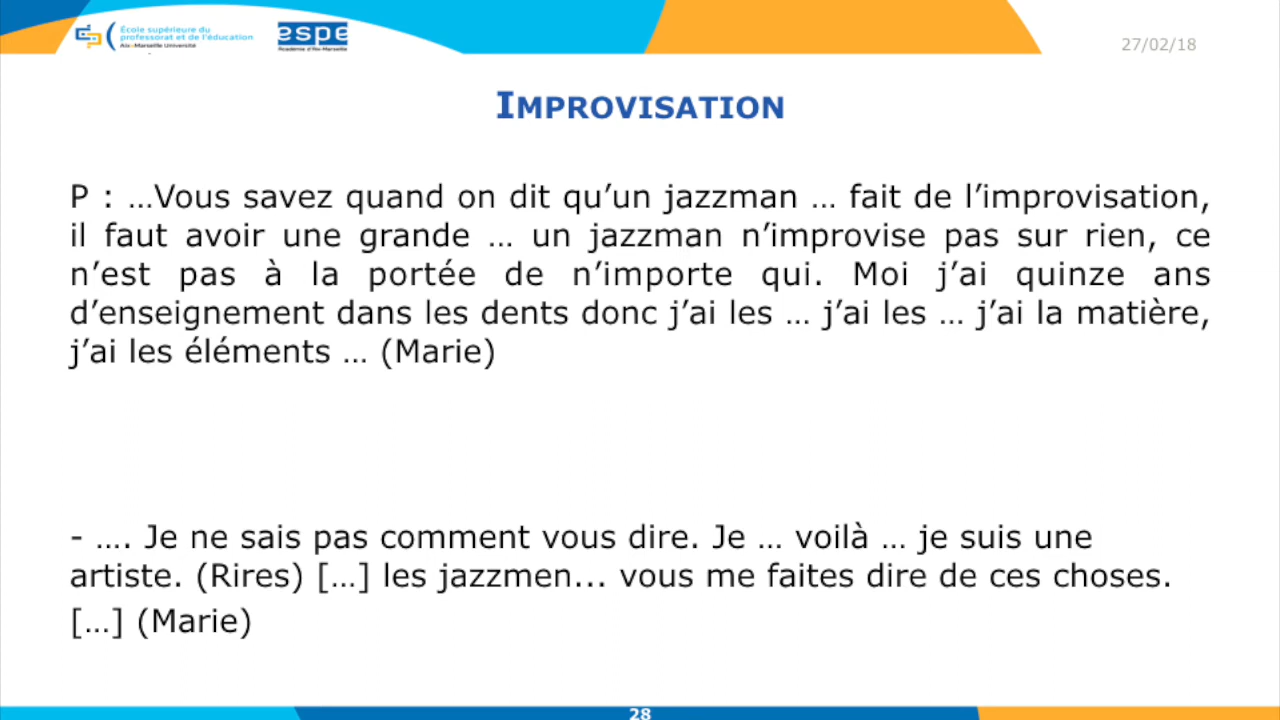 École supérieure du
professorat et de l'éducation
Aix-Marseille Université
espe
Académie d'Aix-Marseille
27/02/18
IMPROVISATION
P : …Vous savez quand on dit qu’un jazzman … fait de l’improvisation,
il faut avoir une grande … un jazzman n’improvise pas sur rien, ce
n’est pas à la portée de n’importe qui. Moi j’ai quinze ans
d’enseignement dans les dents donc j’ai les … j’ai les … j’ai la matière,
j’ai les éléments … (Marie)
- …. Je ne sais pas comment vous dire. Je … voilà … je suis une
artiste. (Rires) […] les jazzmen... vous me faites dire de ces choses.
[…] (Marie)
28